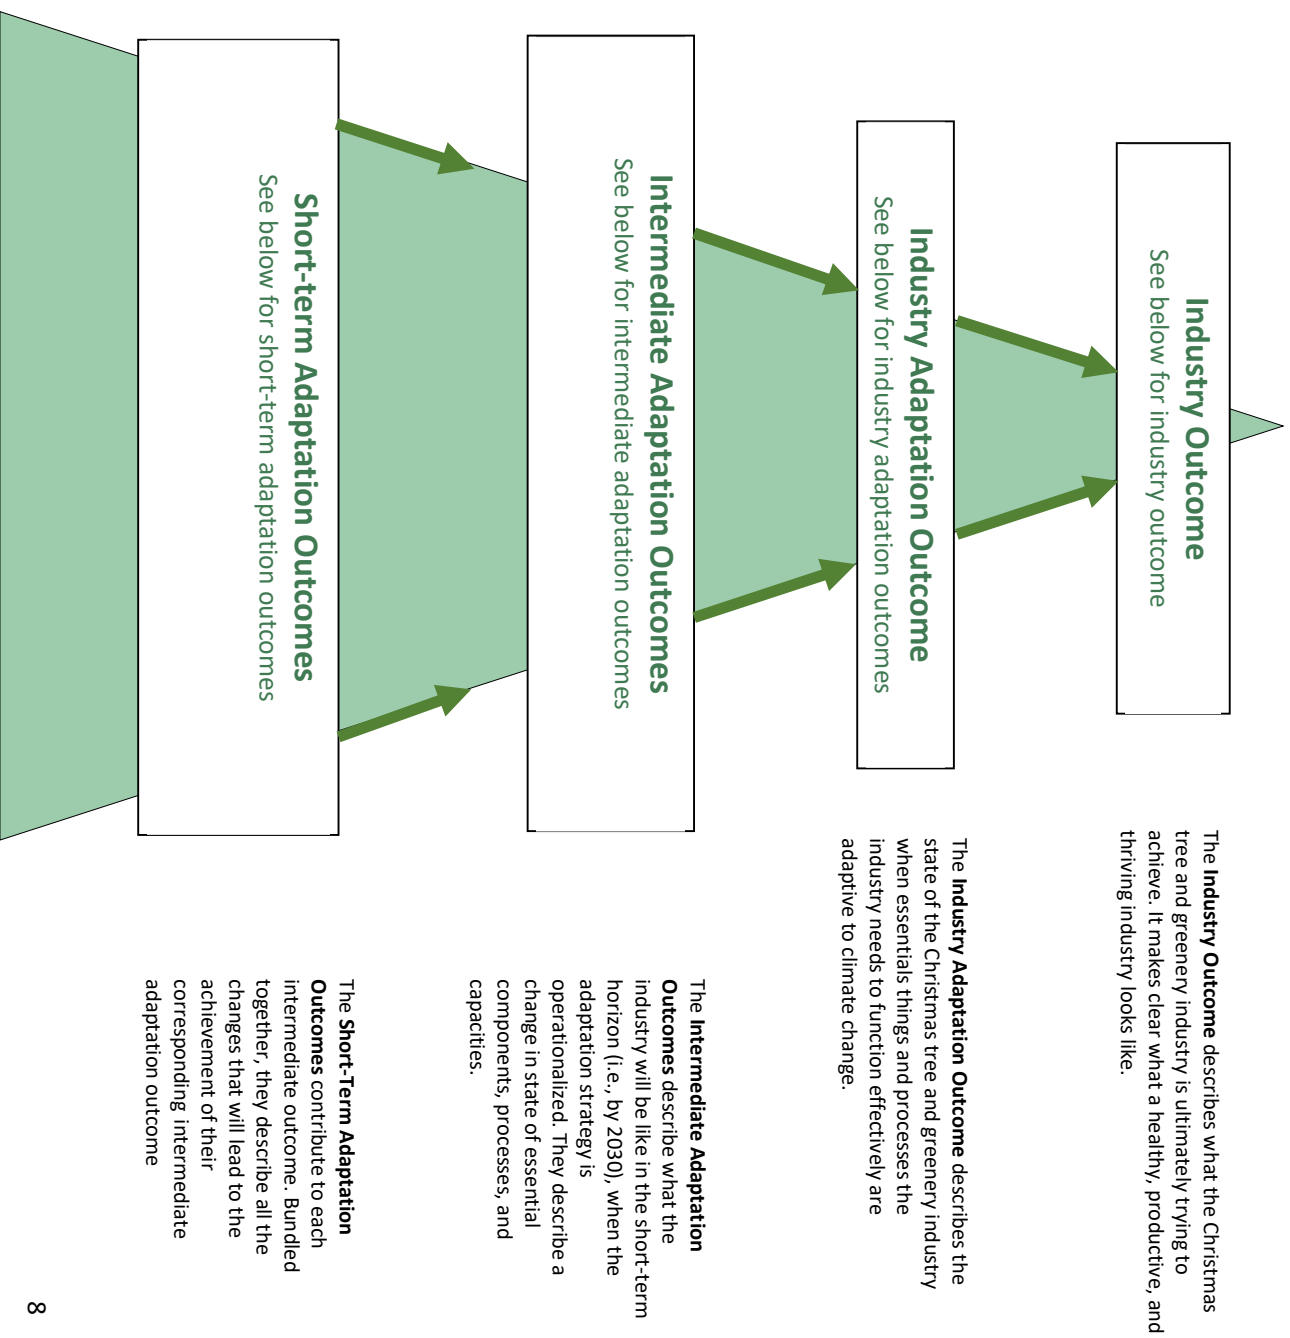 Industry Outcome
See below for industry outcome
The Industry Outcome describes what the Christmas
tree and greenery industry is ultimately trying to
achieve. It makes clear what a healthy, productive, and
thriving industry looks like.
Industry Adaptation Outcome
See below for industry adaptation outcomes
The Industry Adaptation Outcome describes the
state of the Christmas tree and greenery industry
when essentials things and processes the
industry needs to function effectively are
adaptive to climate change.
Intermediate Adaptation Outcomes
See below for intermediate adaptation outcomes
The Intermediate Adaptation
Outcomes describe what the
industry will be like in the short-term
horizon (i.e., by 2030), when the
adaptation strategy is
operationalized. They describe a
change in state of essential
components, processes, and
capacities.
Short-term Adaptation Outcomes
See below for short-term adaptation outcomes
The Short-Term Adaptation
Outcomes contribute to each
intermediate outcome. Bundled
together, they describe all the
changes that will lead to the
achievement of their
corresponding intermediate
adaptation outcome
8